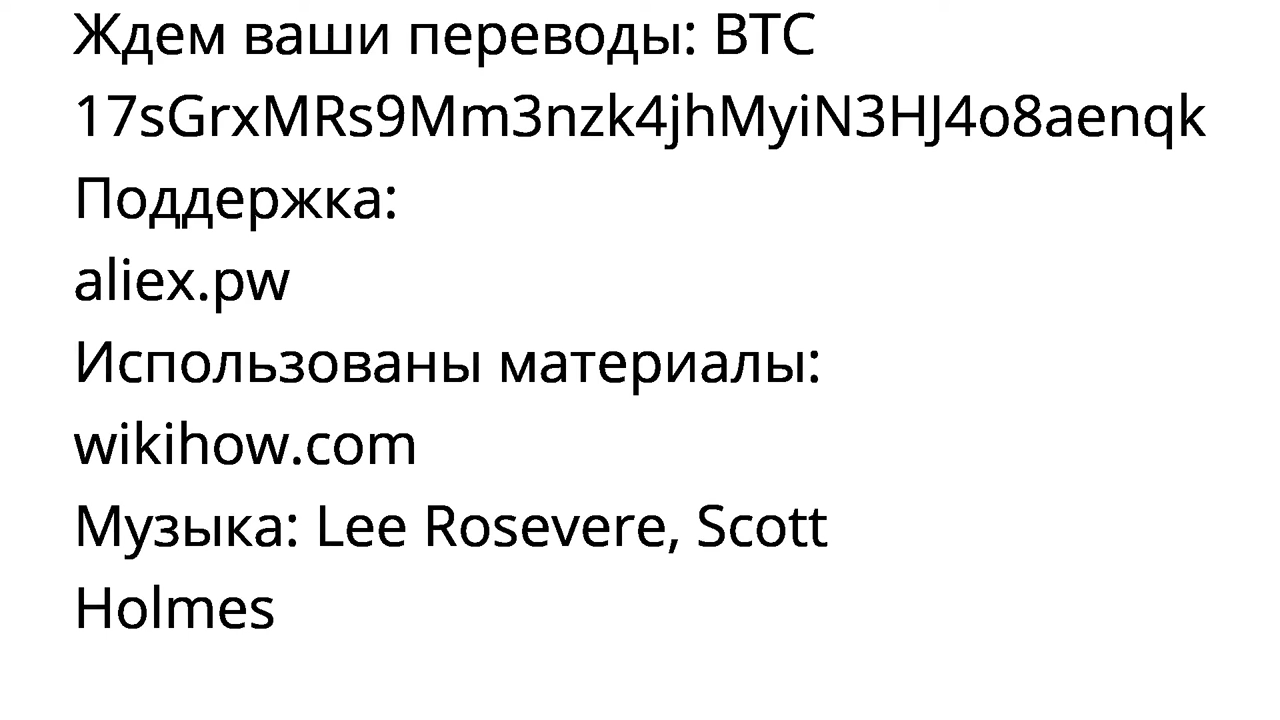 Ждем ваши переводы: BTC
17sGrxMRs9Mm3nzk4jhMyiN3HJ4o8aenqk
Поддержка:
aliex.pw
Использованы материалы:
wikihow.com
Музыка: Lee Rosevere, Scott
Holmes